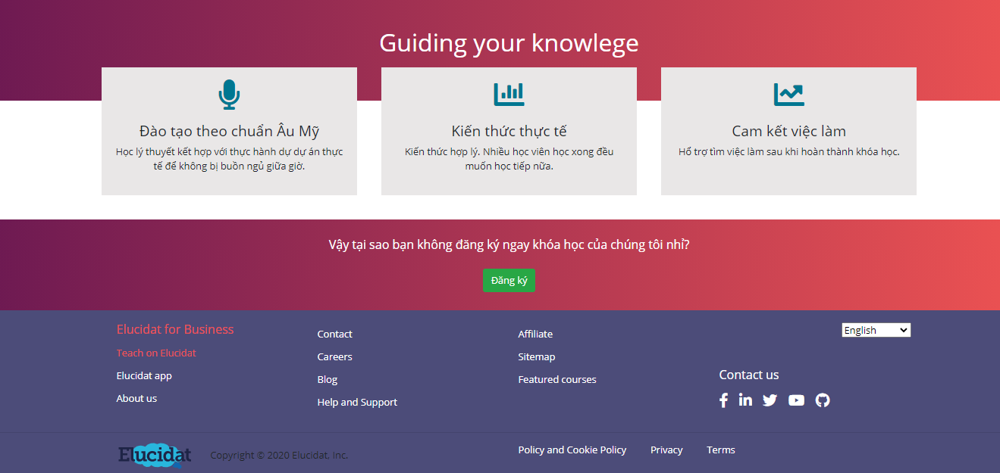 Guiding your knowlege
Đào tạo theo chuẩn Âu Mỹ
Học lý thuyết kết hợp với thực hành dự dự án thực
tế để không bị buồn ngủ giữa giờ.
Kiến thức thực tế
Kiến thức hợp lý. Nhiều học viên học xong đều
muốn học tiếp nữa.
Cam kết việc làm
Hổ trợ tìm việc làm sau khi hoàn thành khóa học.
Vậy tại sao bạn không đăng ký ngay khóa học của chúng tôi nhỉ?
Đăng ký
Elucidat for Business
Teach on Elucidat
Elucidat app
About us
Contact
Careers
Blog
Help and Support
Affiliate
Sitemap
Featured courses
English
Contact us
Elucidat
Copyright © 2020 Elucidat, Inc.
Policy and Cookie Policy
Privacy
Terms